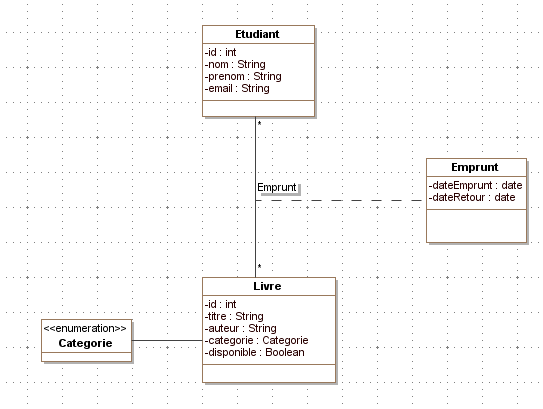 Etudiant
-id : int
-nom : String
-prenom : String
-email : String
*
Emprunt
Emprunt
-dateEmprunt : date
-dateRetour : date
*
Livre
-id : int
-titre : String
-auteur : String
-categorie : Categorie
-disponible : Boolean
<<enumeration>>
Categorie